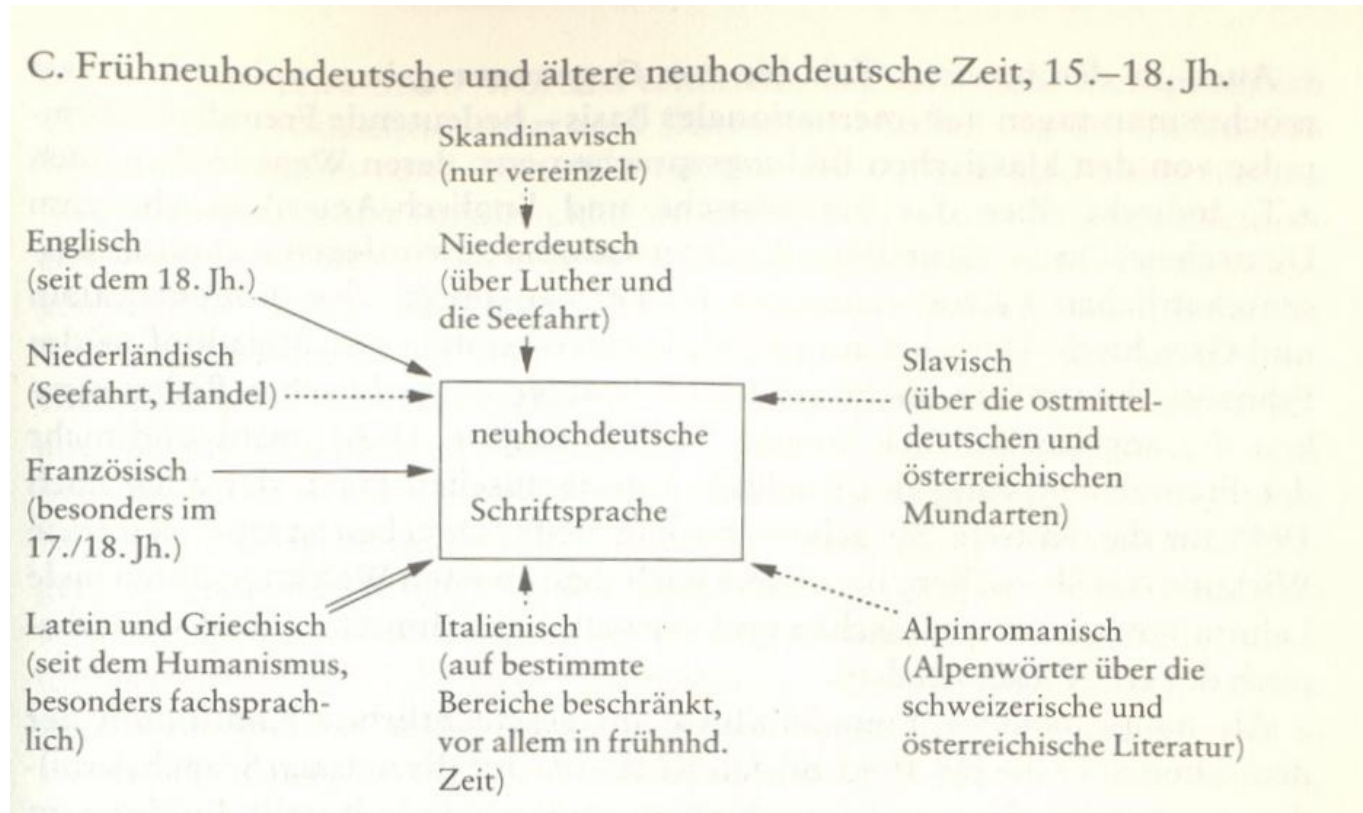 C. Frühneuhochdeutsche und ältere neuhochdeutsche Zeit, 15.–18. Jh.
Skandinavisch
(nur vereinzelt)
Englisch
(seit dem 18. Jh.)
Niederdeutsch
(über Luther und
die Seefahrt)
Niederländisch
(Seefahrt, Handel)
Slavisch
(über die ostmittel-
deutschen und
österreichischen
Mundarten)
neuhochdeutsche
Schriftsprache
Französisch
(besonders im
17./18. Jh.)
Latein und Griechisch
(seit dem Humanismus,
besonders fachsprach-
lich)
Italienisch
(auf bestimmte
Bereiche beschränkt,
vor allem in frühnhd.
Zeit)
Alpinromanisch
(Alpenwörter über die
schweizerische und
österreichische Literatur)